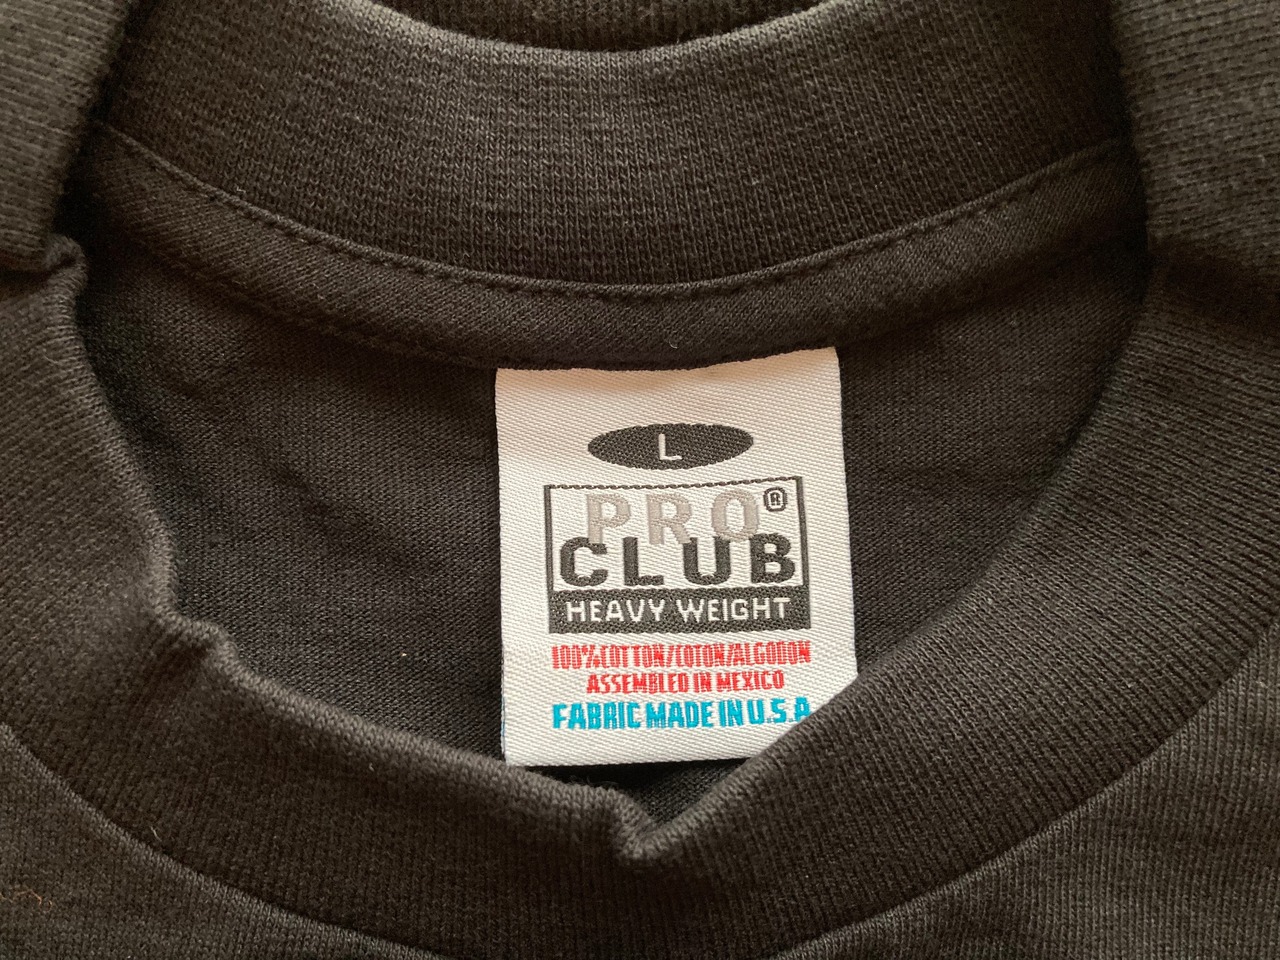 L
PRO®
CLUB
HEAVY WEIGHT
100%COTTON/COTON/ALGODON
ASSEMBLED IN MEXICO
FABRIC MADE IN U.S.A